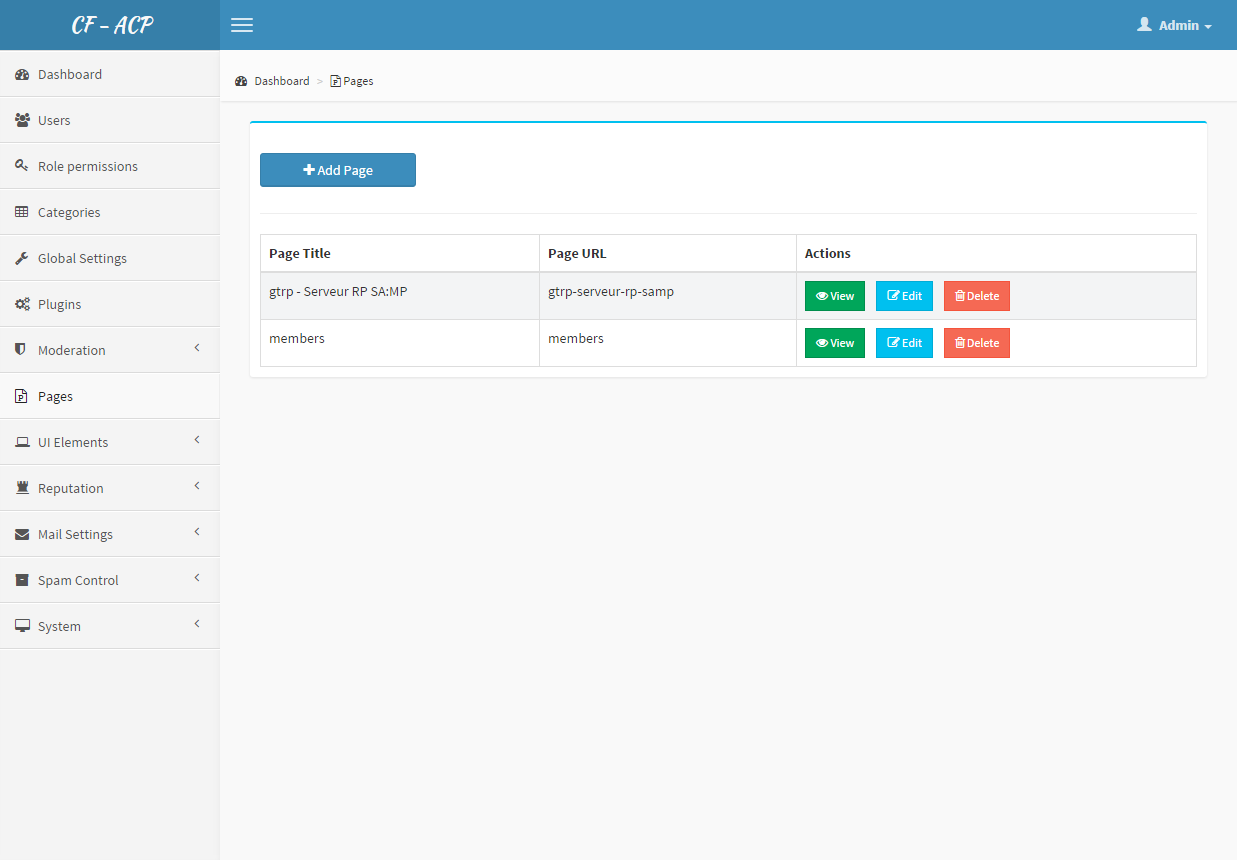 CF - ACP
Admin
Dashboard
Users
Role permissions
Categories
Global Settings
Plugins
Moderation
Pages
UI Elements
Reputation
Mail Settings
Spam Control
System
Dashboard > Pages
Add Page
Page Title Page URL Actions
gtrp - Serveur RP SA:MP gtrp-serveur-rp-samp View Edit Delete
members members View Edit Delete